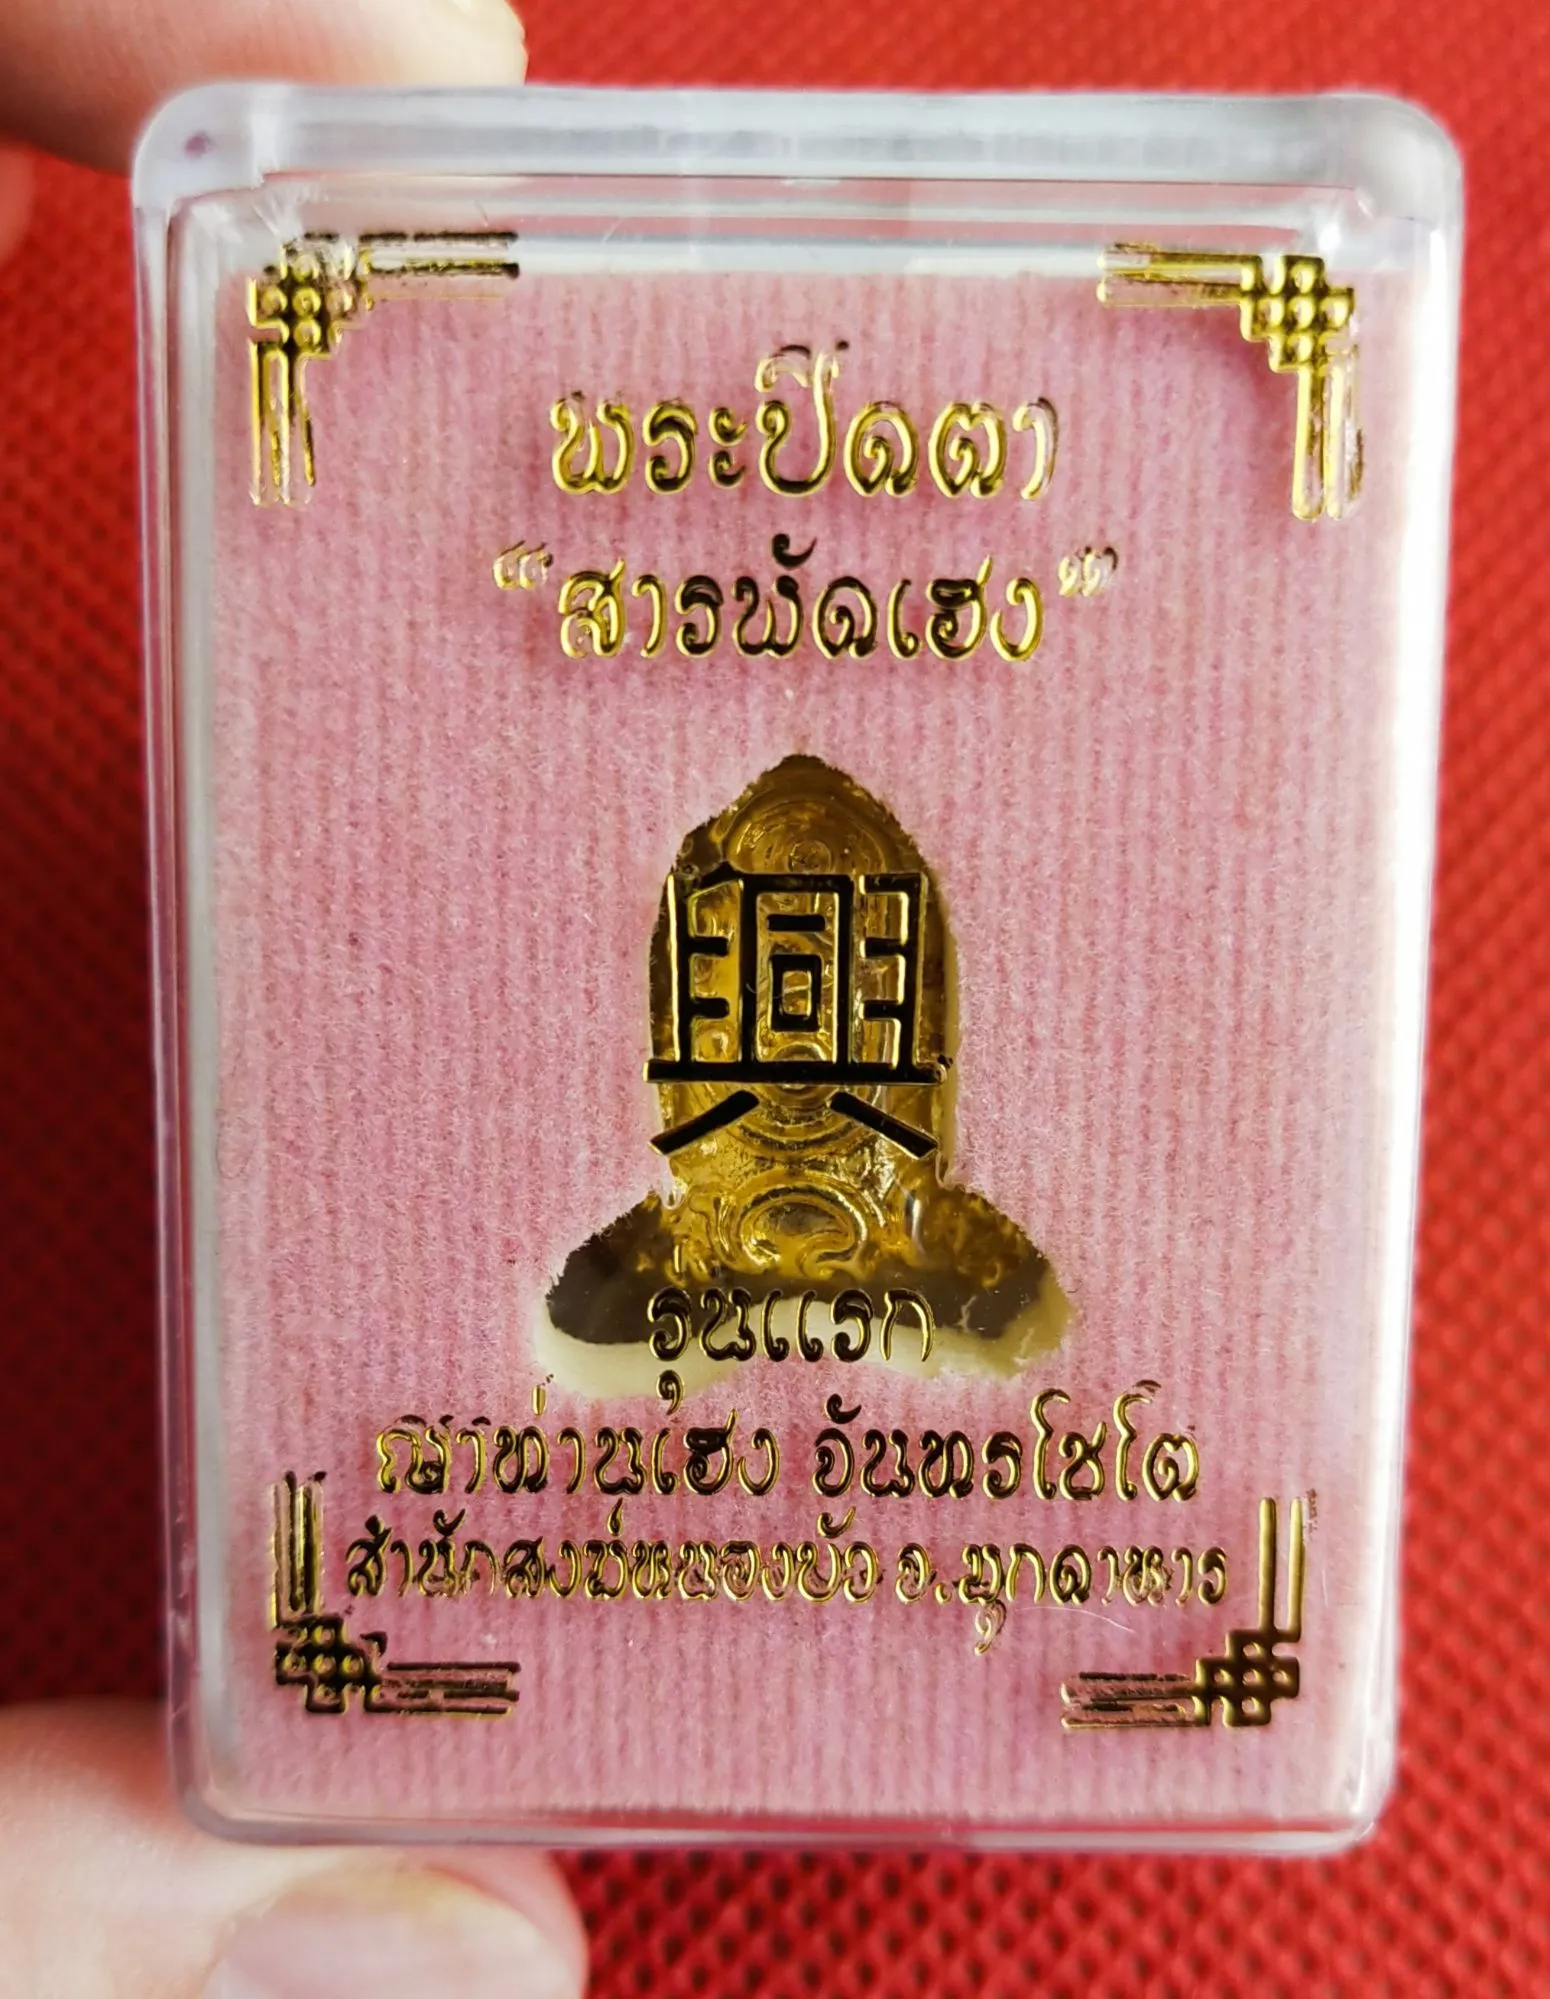 พระปิดตา
“สารพัดเฮง”
興
รุ่นแรก
ญาท่านเฮง จันทรโชโต
สำนักสงฆ์หนองบัว จ.มุกดาหาร